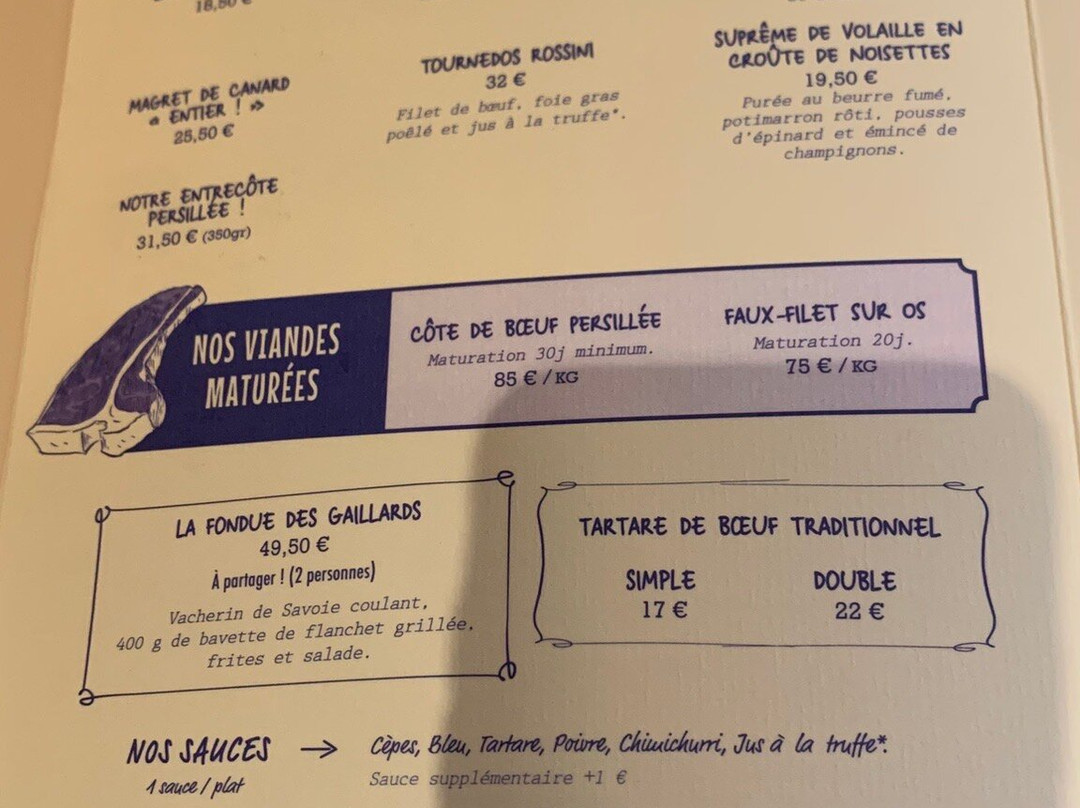 18,50 €
MAGRET DE CANARD
« ENTIER ! »
25,50 €
NOTRE ENTRECÔTE
PERSILLÉE !
31,50 € (350gr)
TOURNEDOS ROSSINI
32 €
Filet de bœuf, foie gras
poêlé et jus à la truffe*.
SUPRÊME DE VOLAILLE EN
CROÛTE DE NOISETTES
19,50 €
Purée au beurre fumé,
potimarron rôti, pousses
d'épinard et émincé de
champignons.
NOS VIANDES
MATURÉES
CÔTE DE BŒUF PERSILLÉE
Maturation 30j minimum.
85 € / KG
FAUX-FILET SUR OS
Maturation 20j.
75 € / KG
LA FONDUE DES GAILLARDS
49,50 €
À partager ! (2 personnes)
Vacherin de Savoie coulant,
400 g de bavette de flanchet grillée,
frites et salade.
TARTARE DE BŒUF TRADITIONNEL
SIMPLE
17 €
DOUBLE
22 €
NOS SAUCES →
1 sauce / plat
Cèpes, Bleu, Tartare, Poivre, Chimichurri, Jus à la truffe*.
Sauce supplémentaire +1 €